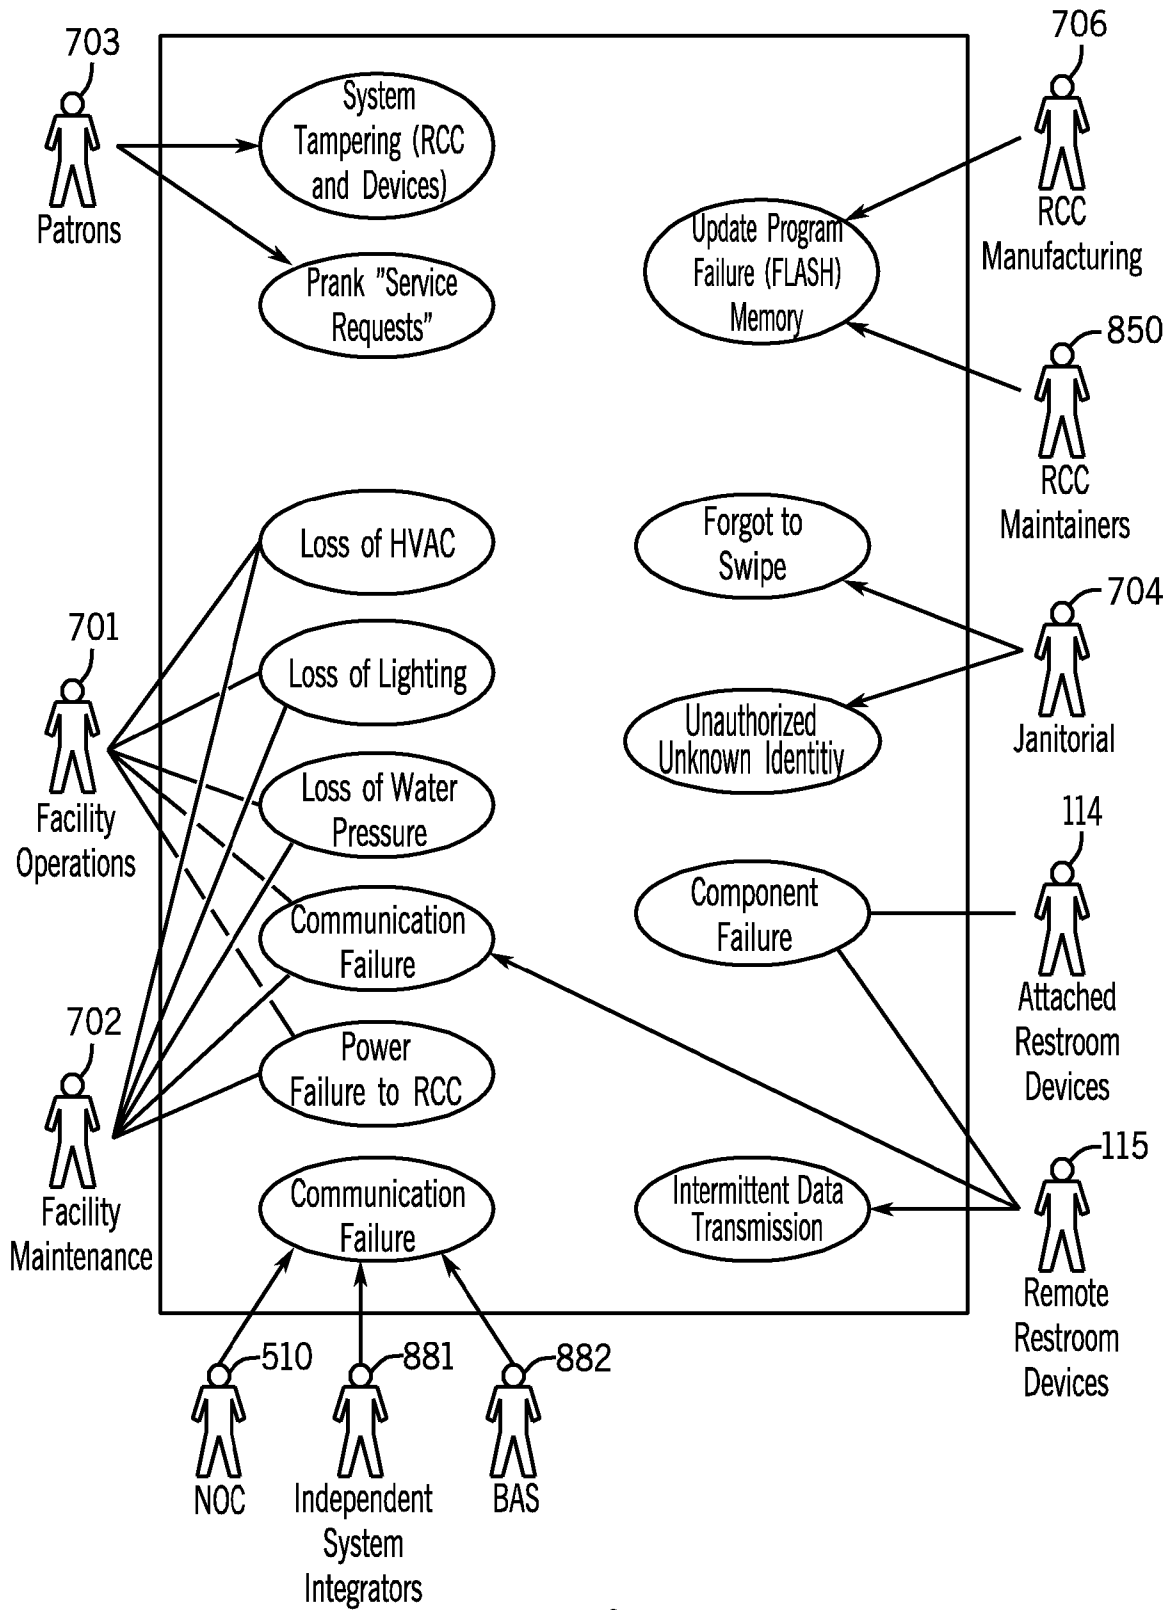 703
Patrons
System
Tampering (RCC
and Devices)
Prank "Service
Requests"
706
RCC
Manufacturing
Update Program
Failure (FLASH)
Memory
850
RCC
Maintainers
Loss of HVAC
Forgot to
Swipe
704
Janitorial
701
Facility
Operations
Loss of Lighting
Unauthorized
Unknown Identitiy
Loss of Water
Pressure
114
Attached
Restroom
Devices
Component
Failure
Communication
Failure
702
Facility
Maintenance
Power
Failure to RCC
115
Remote
Restroom
Devices
Communication
Failure
Intermittent Data
Transmission
510
NOC
881
Independent
System
Integrators
882
BAS